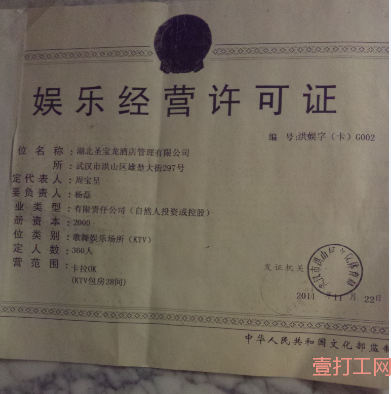 娱乐经营许可证
编 号:洪娱字（卡）G002
位 名 称：湖北圣宝龙酒店管理有限公司
所：武汉市洪山区雄楚大街297号
定代表人：周宝呈
要负责人：杨磊
业 类 型：有限责任公司（自然人投资或控股）
册 资 本：2000
位 类 别：歌舞娱乐场所（KTV）
定 人 数：360人
营 范 围：卡拉OK
(KTV包房28间)
发证机关
2011 年11月 22日
中华人民共和国文化部监制
壹打工网